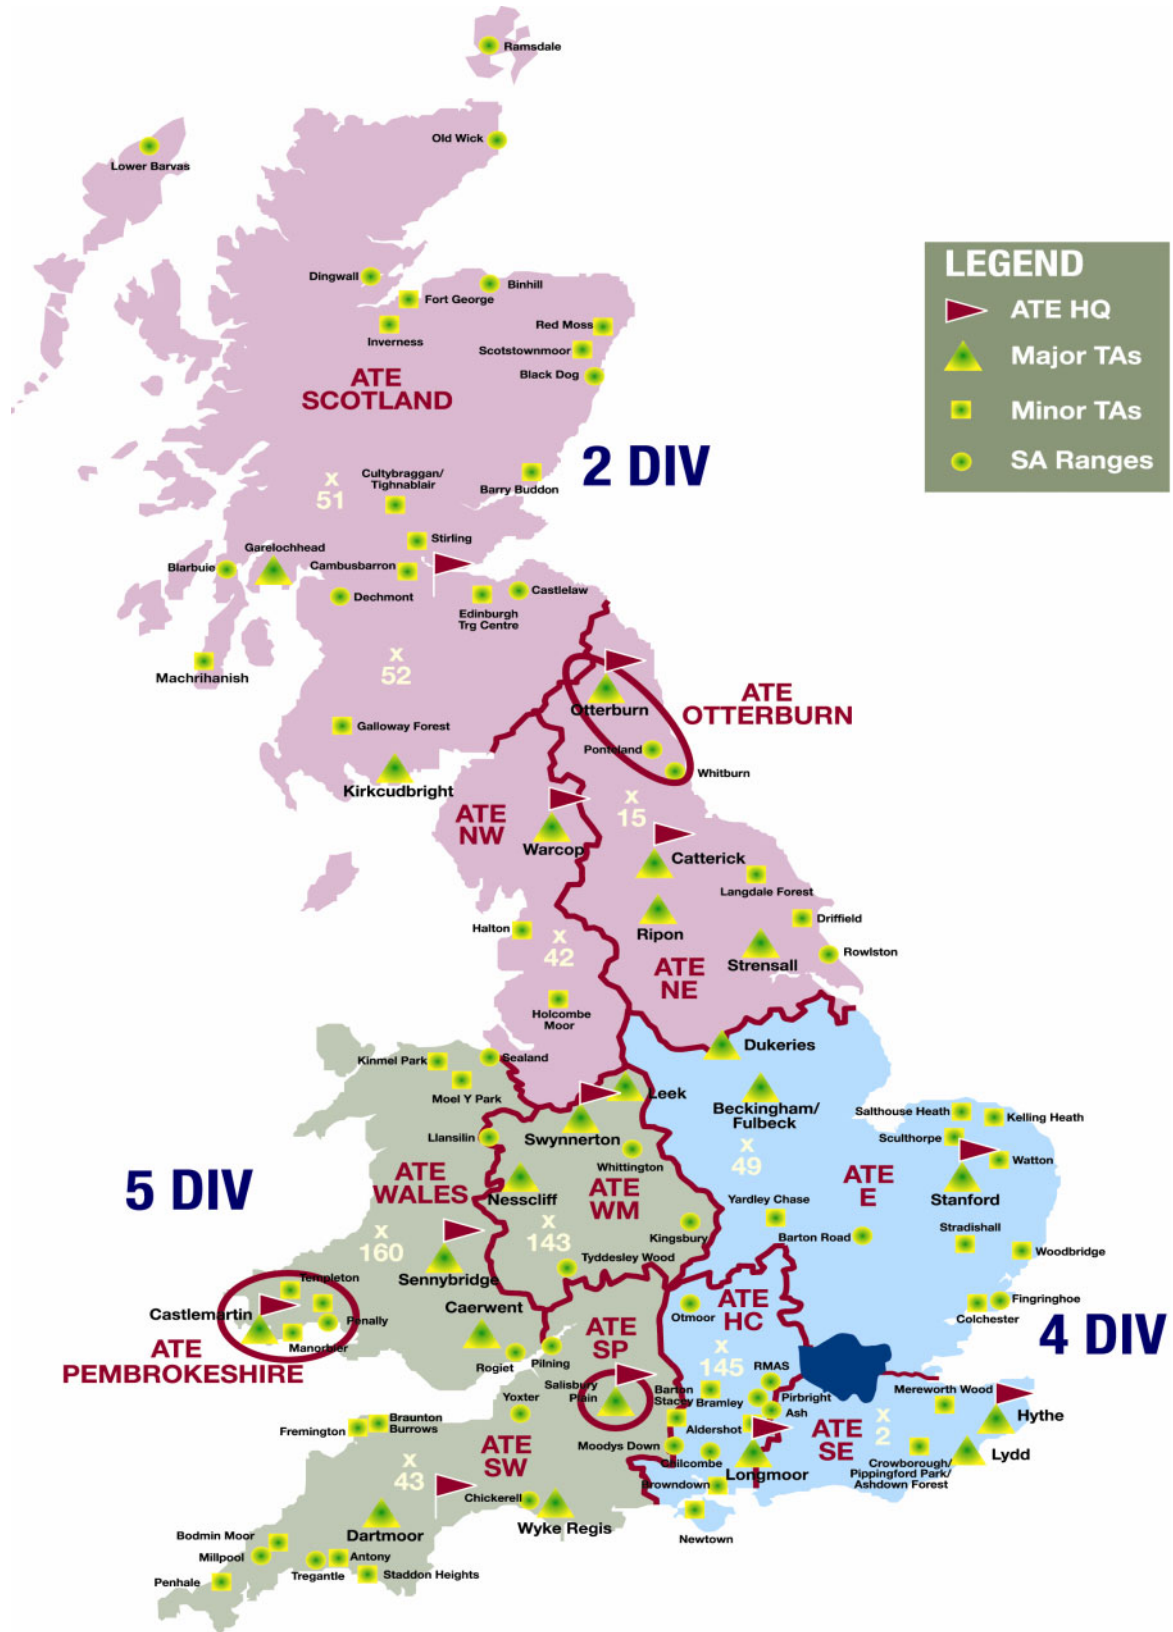 Ramsdale
Old Wick
Lower Barvas
LEGEND
ATE HQ
Major TAs
Minor TAs
SA Ranges
Dingwall
Binhill
Fort George
Inverness
Red Moss
Scotstownmoor
Black Dog
ATE
SCOTLAND
2 DIV
x
51
Cultybraggan/
Tighnablair
Barry Buddon
Stirling
Garelochhead
Blarbuie
Cambusbarron
Dechmont
Castlelaw
Edinburgh
Trg Centre
x
52
Machrihanish
Otterburn
ATE
OTTERBURN
Galloway Forest
Ponteland
Whitburn
Kirkcudbright
ATE
NW
Warcop
x
15
Catterick
Langdale Forest
Halton
x
42
Ripon
Driffield
Strensall
Rowlston
ATE
NE
Holcombe
Moor
Dukeries
Kinmel Park
Sealand
Moel Y Park
Leek
Beckingham/
Fulbeck
Salthouse Heath
Kelling Heath
Llansilin
Swynnerton
Sculthorpe
Whittington
x
49
Watton
5 DIV
ATE
WALES
Nesscliff
ATE
WM
ATE
E
Stanford
Yardley Chase
x
160
x
143
Kingsbury
Barton Road
Stradishall
Woodbridge
Tyddesley Wood
Sennybridge
Templeton
Castlemartin
Penally
Manorbier
ATE
PEMBROKESHIRE
Caerwent
Rogiet
Pilning
ATE
SP
Otmoor
ATE
HC
Fingringhoe
Colchester
4 DIV
x
145
RMAS
Salisbury
Plain
Barton
Stacey
Bramley
Pirbright
Ash
Mereworth Wood
Yoxter
Aldershot
Hythe
Braunton
Burrows
Fremington
ATE
SW
Moodys Down
Chilcombe
ATE
SE
x
2
Lydd
x
43
Longmoor
Crowborough/
Pippingford Park/
Ashdown Forest
Browndown
Chickerell
Wyke Regis
Newtown
Dartmoor
Bodmin Moor
Millpool
Antony
Tregantle
Staddon Heights
Penhale